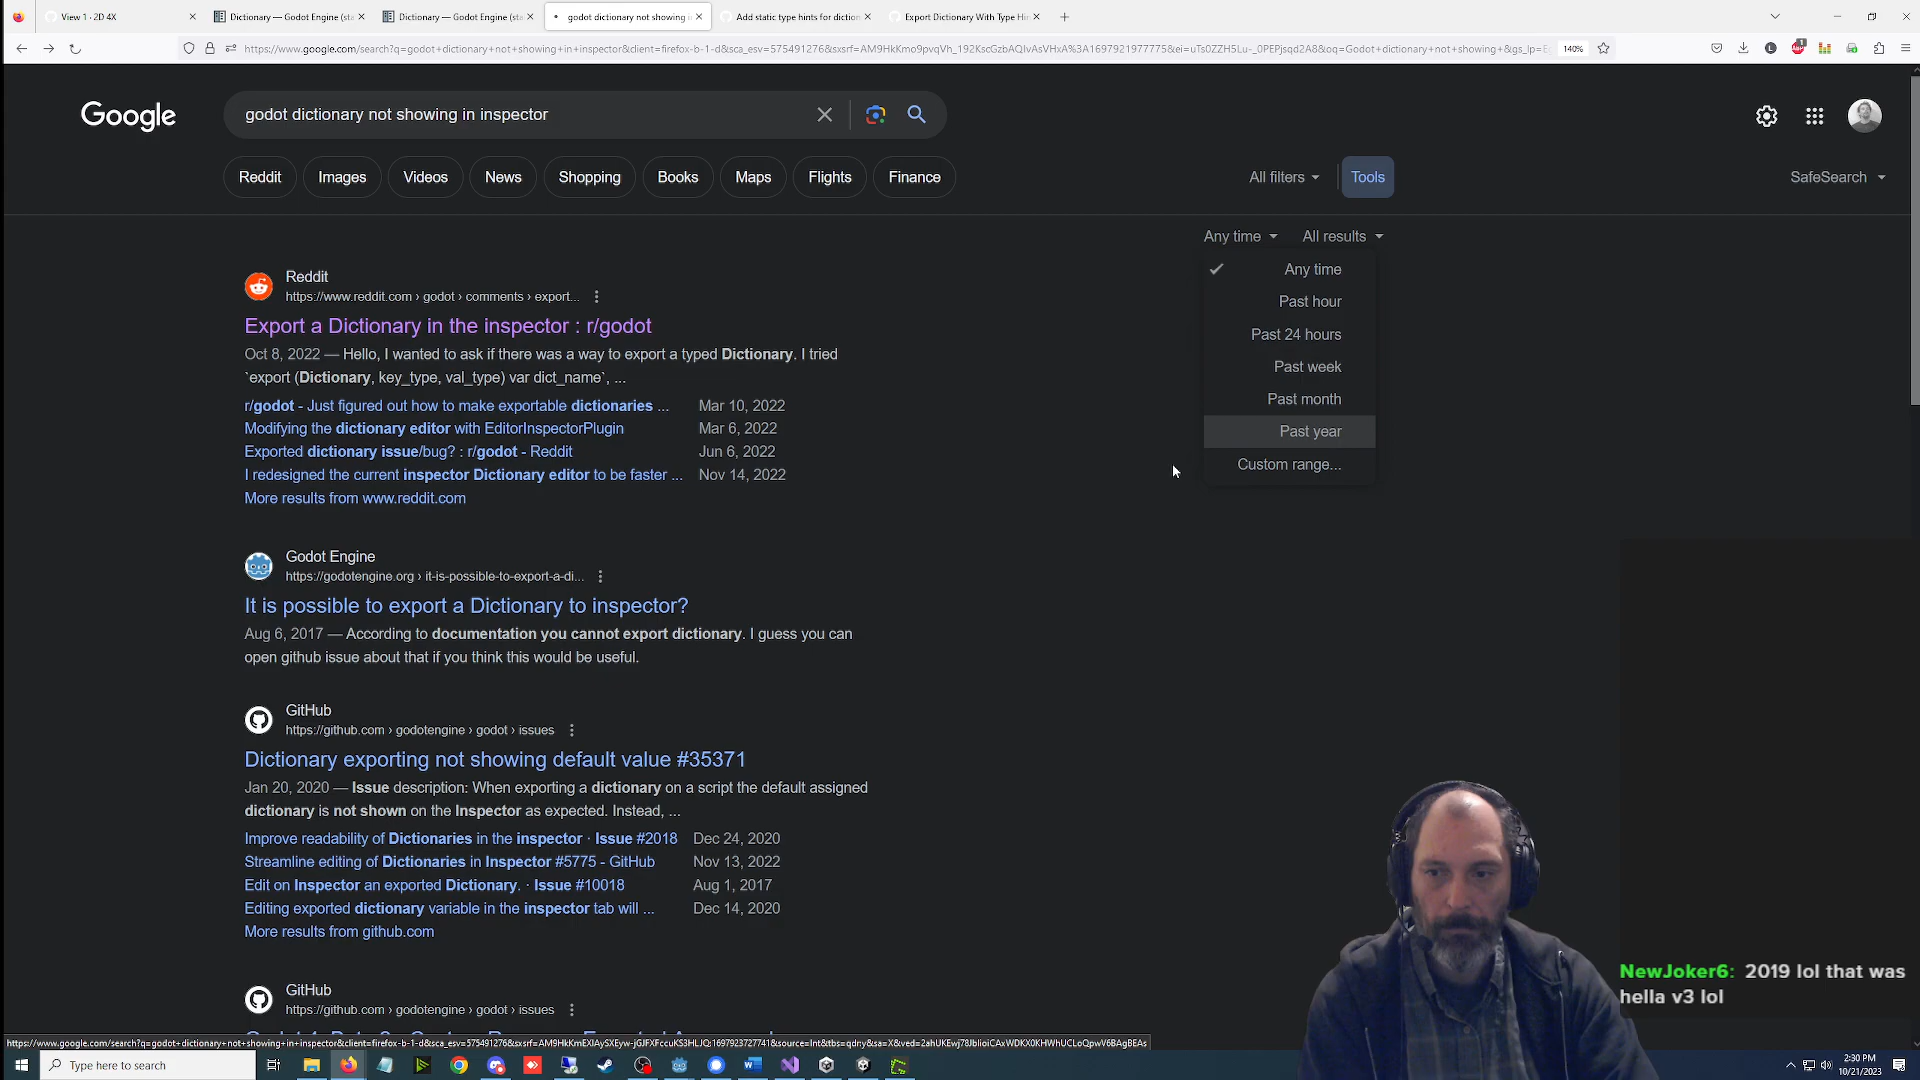 View 1 · 2D 4X
Dictionary — Godot Engine (sta
Dictionary — Godot Engine (sta
godot dictionary not showing i
Add static type hints for diction
Export Dictionary With Type Hi
140%
Google
godot dictionary not showing in inspector
Reddit
Images
Videos
News
Shopping
Books
Maps
Flights
Finance
All filters
Tools
SafeSearch
Any time
All results
Any time
Past hour
Past 24 hours
Past week
Past month
Past year
Custom range...
Reddit
https://www.reddit.com › godot › comments › export...
Export a Dictionary in the inspector : r/godot
Oct 8, 2022 — Hello, I wanted to ask if there was a way to export a typed Dictionary. I tried
`export (Dictionary, key_type, val_type) var dict_name`, ...
r/godot - Just figured out how to make exportable dictionaries ... Mar 10, 2022
Modifying the dictionary editor with EditorInspectorPlugin Mar 6, 2022
Exported dictionary issue/bug? : r/godot - Reddit Jun 6, 2022
I redesigned the current inspector Dictionary editor to be faster ... Nov 14, 2022
More results from www.reddit.com
Godot Engine
https://godotengine.org › it-is-possible-to-export-a-di...
It is possible to export a Dictionary to inspector?
Aug 6, 2017 — According to documentation you cannot export dictionary. I guess you can
open github issue about that if you think this would be useful.
GitHub
https://github.com › godotengine › godot › issues
Dictionary exporting not showing default value #35371
Jan 20, 2020 — Issue description: When exporting a dictionary on a script the default assigned
dictionary is not shown on the Inspector as expected. Instead, ...
Improve readability of Dictionaries in the inspector · Issue #2018 Dec 24, 2020
Streamline editing of Dictionaries in Inspector #5775 - GitHub Nov 13, 2022
Edit on Inspector an exported Dictionary. · Issue #10018 Aug 1, 2017
Editing exported dictionary variable in the inspector tab will ... Dec 14, 2020
More results from github.com
GitHub
https://github.com › godotengine › godot › issues
NewJoker6: 2019 lol that was
hella v3 lol
Type here to search
2:30 PM
10/21/2023